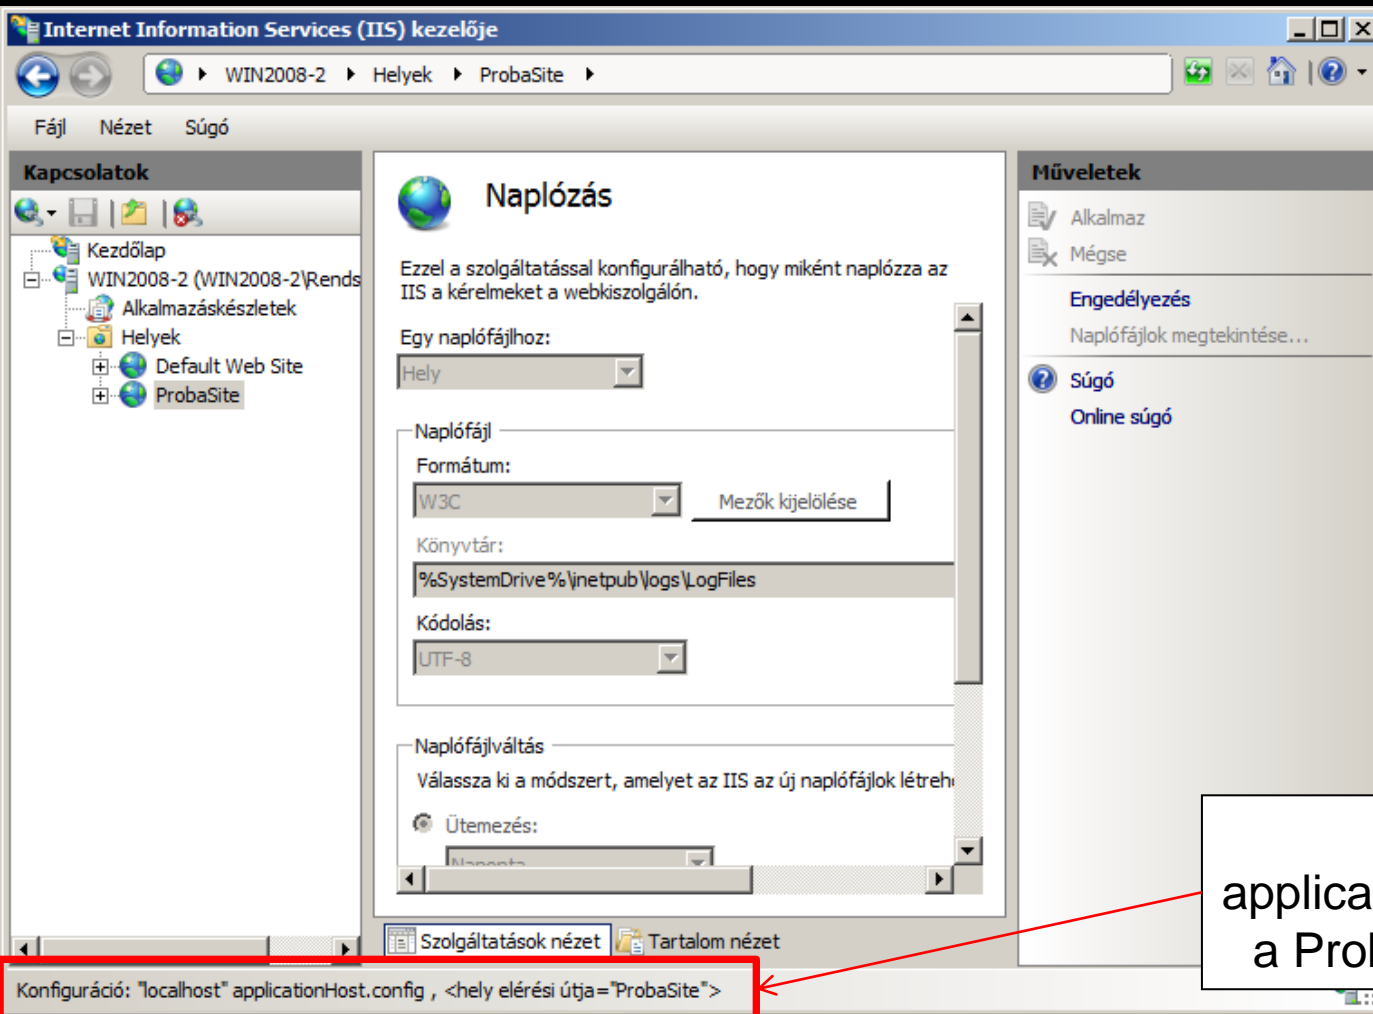 Internet Information Services (IIS) kezelője
WIN2008-2 Helyek ProbaSite
Fájl Nézet Súgó
Kapcsolatok
Kezdőlap
WIN2008-2 (WIN2008-2\Rends
Alkalmazáskészletek
Helyek
Default Web Site
ProbaSite
Naplózás
Ezzel a szolgáltatással konfigurálható, hogy miként naplózza az
IIS a kérelmeket a webkiszolgálón.
Egy naplófájlhoz:
Hely
Naplófájl
Formátum:
W3C
Mezők kijelölése
Könyvtár:
%SystemDrive%\inetpub\logs\LogFiles
Kódolás:
UTF-8
Naplófájlváltás
Válassza ki a módszert, amelyet az IIS az új naplófájlok létreh
Ütemezés:
Naponta
Szolgáltatások nézet
Tartalom nézet
Műveletek
Alkalmaz
Mégse
Engedélyezés
Naplófájlok megtekintése...
Súgó
Online súgó
applica
a Pro
Konfiguráció: "localhost" applicationHost.config , <hely elérési útja="ProbaSite">